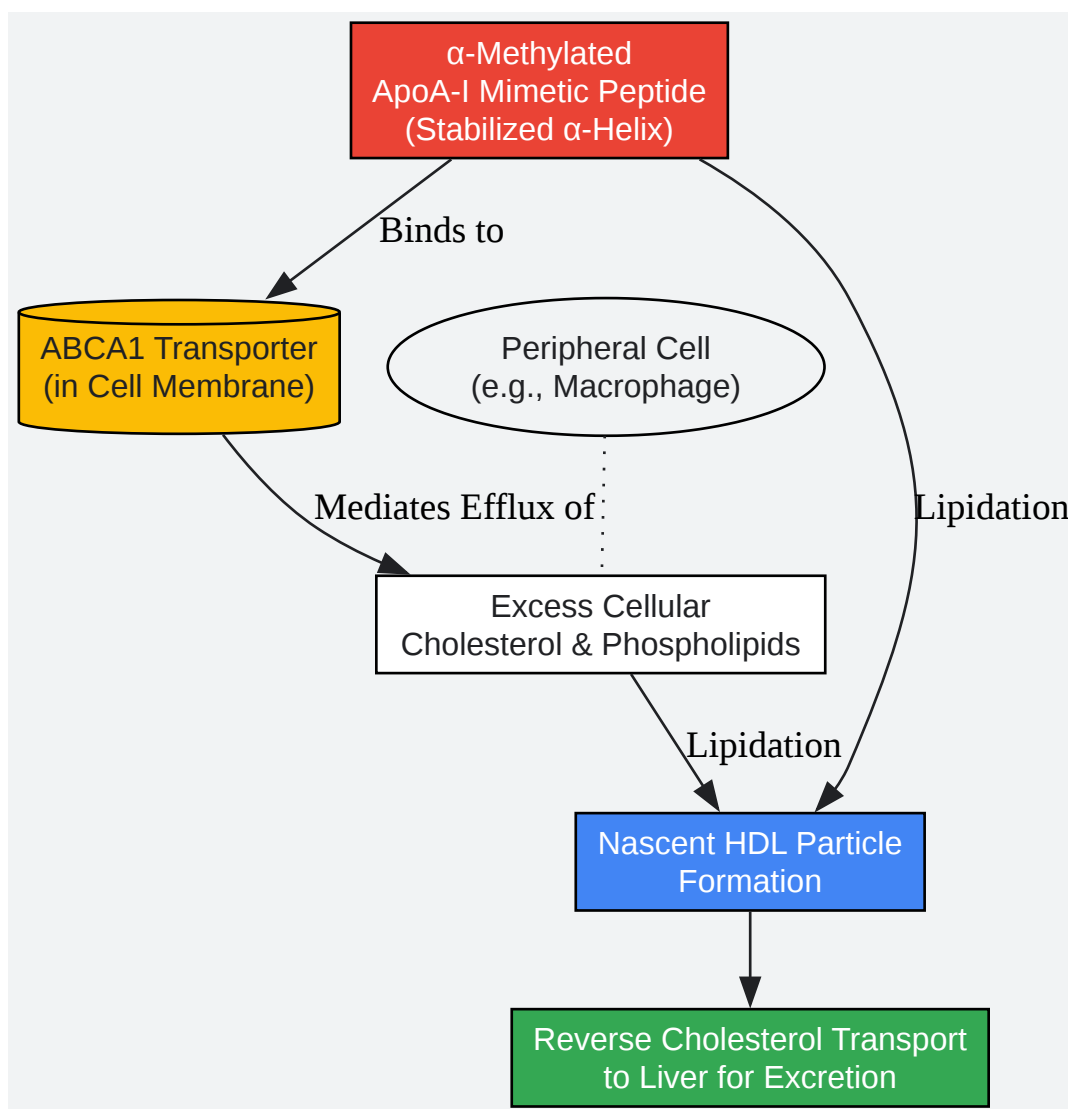 α-Methylated
ApoA-I Mimetic Peptide
(Stabilized α-Helix)
Binds to
ABCA1 Transporter
(in Cell Membrane)
Peripheral Cell
(e.g., Macrophage)
Mediates Efflux of
Lipidation
Excess Cellular
Cholesterol & Phospholipids
Lipidation
Nascent HDL Particle
Formation
Reverse Cholesterol Transport
to Liver for Excretion